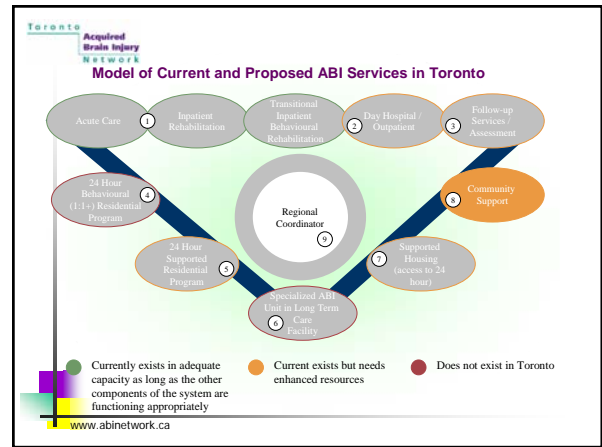 Toronto
Acquired
Brain Injury
Network
Model of Current and Proposed ABI Services in Toronto
Acute Care
1
Inpatient
Rehabilitation
Transitional
Inpatient
Behavioural
Rehabilitation
2
Day Hospital /
Outpatient
3
Follow-up
Services /
Assessment
24 Hour
Behavioural
(1:1+) Residential
Program
4
8
Community
Support
Regional
Coordinator
9
24 Hour
Supported
Residential
Program
5
7
Supported
Housing
(access to 24
hour)
Specialized ABI
Unit in Long Term
Care
Facility
6
Currently exists in adequate
capacity as long as the other
components of the system are
functioning appropriately
Current exists but needs
enhanced resources
Does not exist in Toronto
www.abinetwork.ca